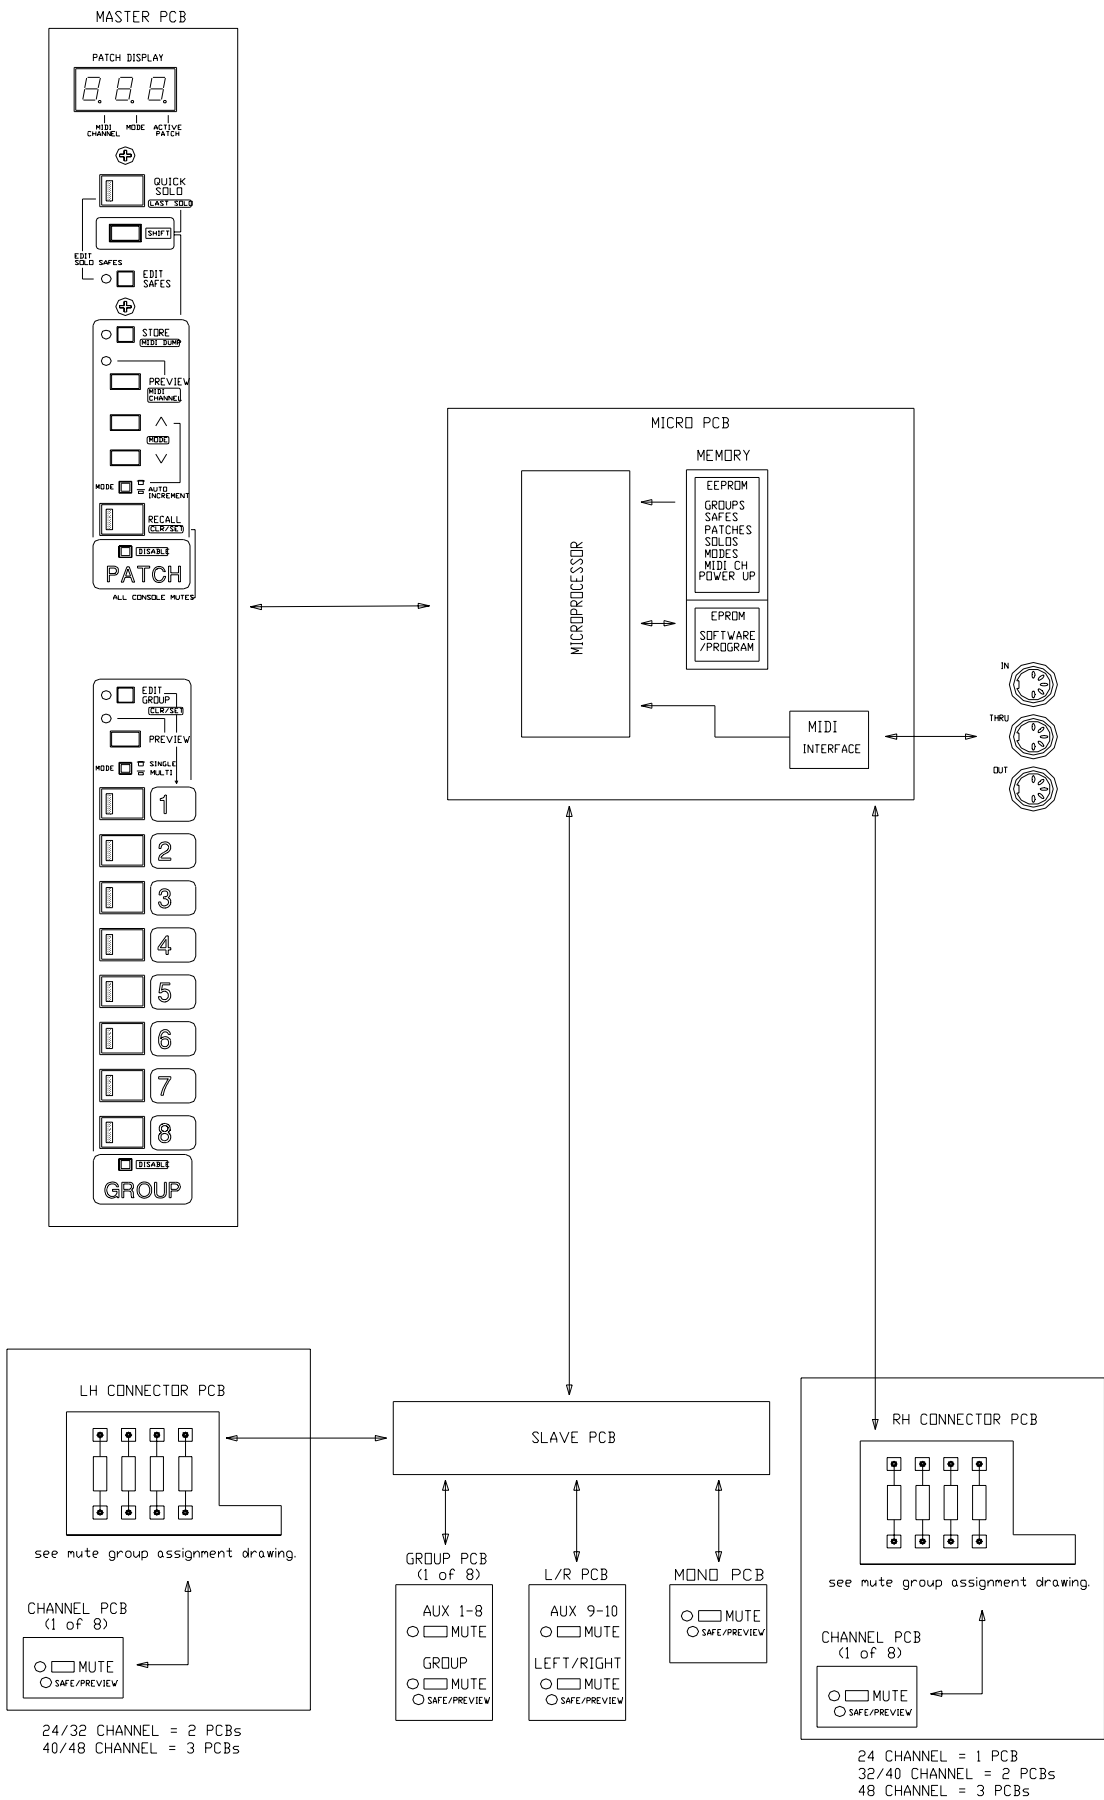 MASTER PCB
PATCH DISPLAY
8. 8. 8.
MIDI
CHANNEL
MODE
ACTIVE
PATCH
QUICK
SOLO
LAST SOLO
SHIFT
EDIT
SOLO SAFES
EDIT
SAFES
STORE
MIDI DUMP
PREVIEW
MIDI
CHANNEL
MODE
MODE
AUTO
INCREMENT
RECALL
CLR/SET
DISABLE
PATCH
ALL CONSOLE MUTES
EDIT
GROUP
CLR/SET
PREVIEW
MODE
SINGLE
MULTI
1
2
3
4
5
6
7
8
DISABLE
GROUP
MICRO PCB
MEMORY
MICROPROCESSOR
EEPROM
GROUPS
SAFES
PATCHES
SOLOS
MODES
MIDI CH
POWER UP
EPROM
SOFTWARE
/PROGRAM
MIDI
INTERFACE
IN
THRU
OUT
LH CONNECTOR PCB
see mute group assignment drawing.
CHANNEL PCB
(1 of 8)
MUTE
SAFE/PREVIEW
24/32 CHANNEL = 2 PCBs
40/48 CHANNEL = 3 PCBs
SLAVE PCB
GROUP PCB
(1 of 8)
AUX 1-8
MUTE
GROUP
MUTE
SAFE/PREVIEW
L/R PCB
AUX 9-10
MUTE
LEFT/RIGHT
MUTE
SAFE/PREVIEW
MONO PCB
MUTE
SAFE/PREVIEW
RH CONNECTOR PCB
see mute group assignment drawing.
CHANNEL PCB
(1 of 8)
MUTE
SAFE/PREVIEW
24 CHANNEL = 1 PCB
32/40 CHANNEL = 2 PCBs
48 CHANNEL = 3 PCBs